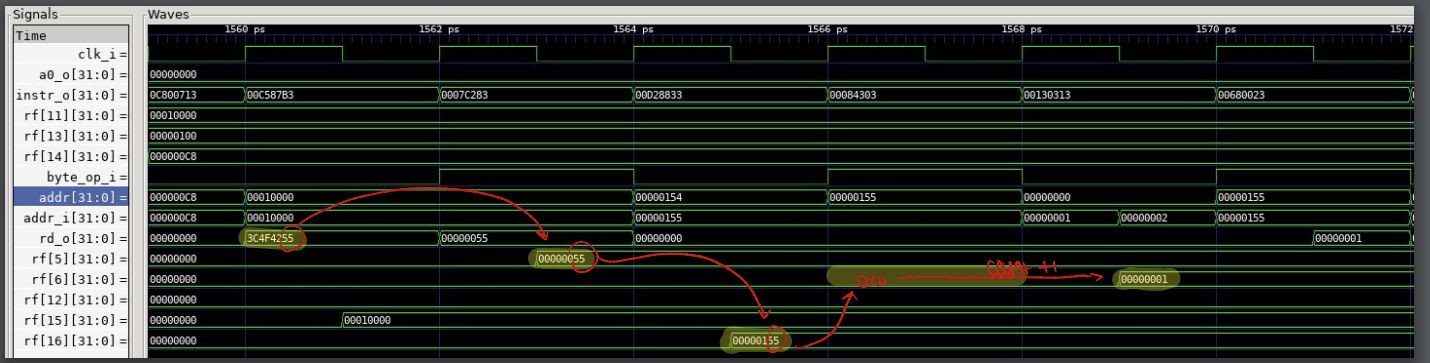 Signals
Waves
Time
1560 ps 1562 ps 1564 ps 1566 ps 1568 ps 1570 ps 1572
clk_i=
a0_o[31:0]= 00000000
instr_o[31:0]= 0C800713 00C587B3 0007C283 00D28833 00084303 00130313 00680023
rf[11][31:0]= 00010000
rf[13][31:0]= 00000100
rf[14][31:0]= 000000C8
byte_op_i=
addr[31:0]= 000000C8 00010000 00000154 00000155 00000000 00000155
addr_i[31:0]= 000000C8 00010000 00000155 00000001 00000002 00000155
rd_o[31:0]= 00000000 3C4F4255 00000055 00000000 00000001
rf[5][31:0]= 00000000 00000055
rf[6][31:0]= 00000000 00000001
rf[12][31:0]= 00000000
rf[15][31:0]= 00000000 00010000
rf[16][31:0]= 00000000 00000155